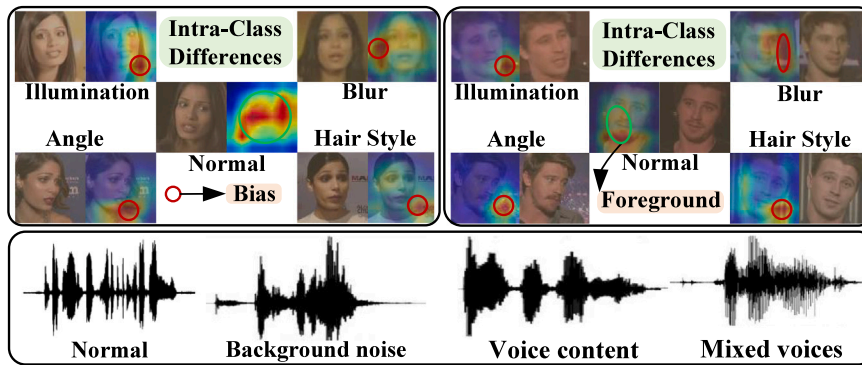 Intra-Class
Differences
Illumination
Blur
Angle
Hair Style
Normal
Bias
Intra-Class
Differences
Illumination
Blur
Angle
Hair Style
Normal
Foreground
Normal
Background noise
Voice content
Mixed voices